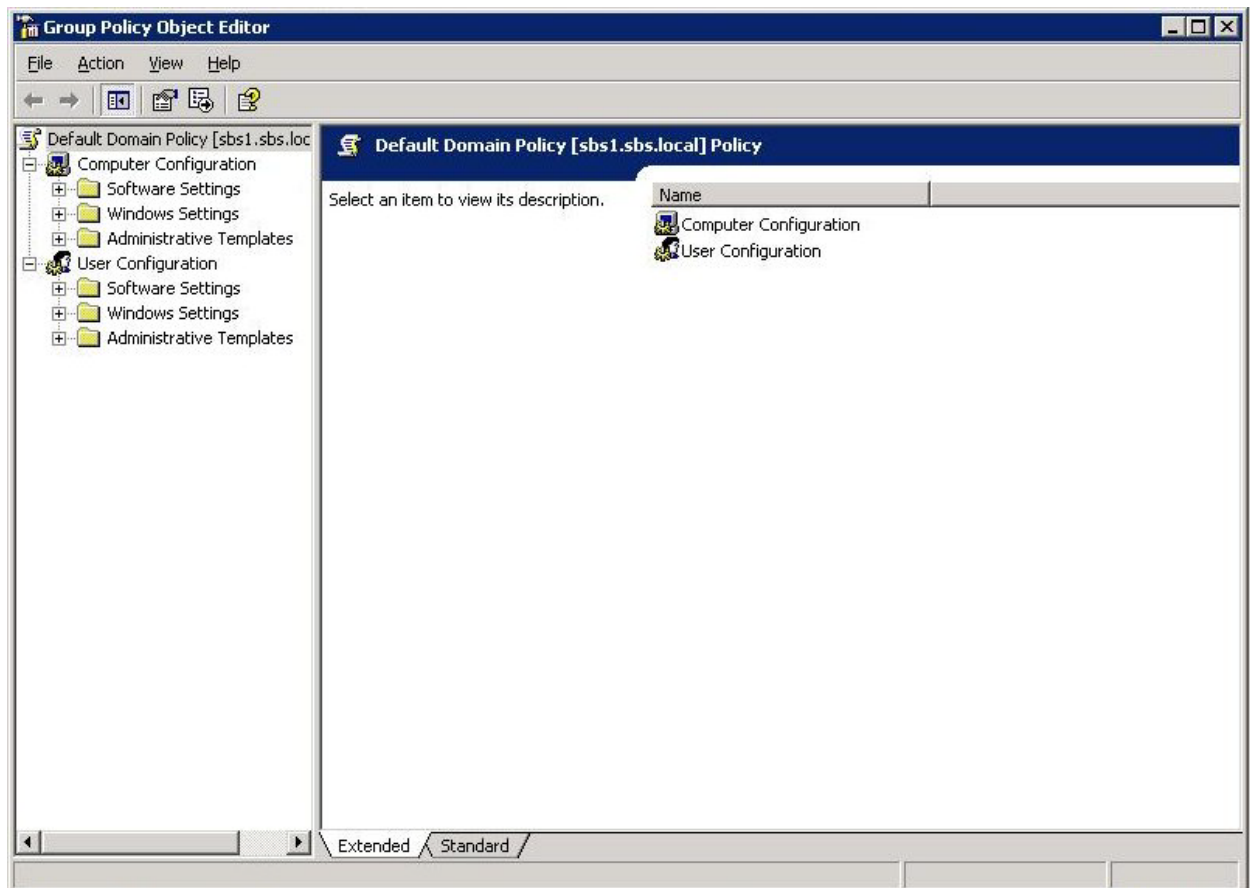 Group Policy Object Editor
File Action View Help
Default Domain Policy [sbs1.sbs.loc
Computer Configuration
Software Settings
Windows Settings
Administrative Templates
User Configuration
Software Settings
Windows Settings
Administrative Templates
Default Domain Policy [sbs1.sbs.local] Policy
Select an item to view its description.
Name
Computer Configuration
User Configuration
Extended Standard